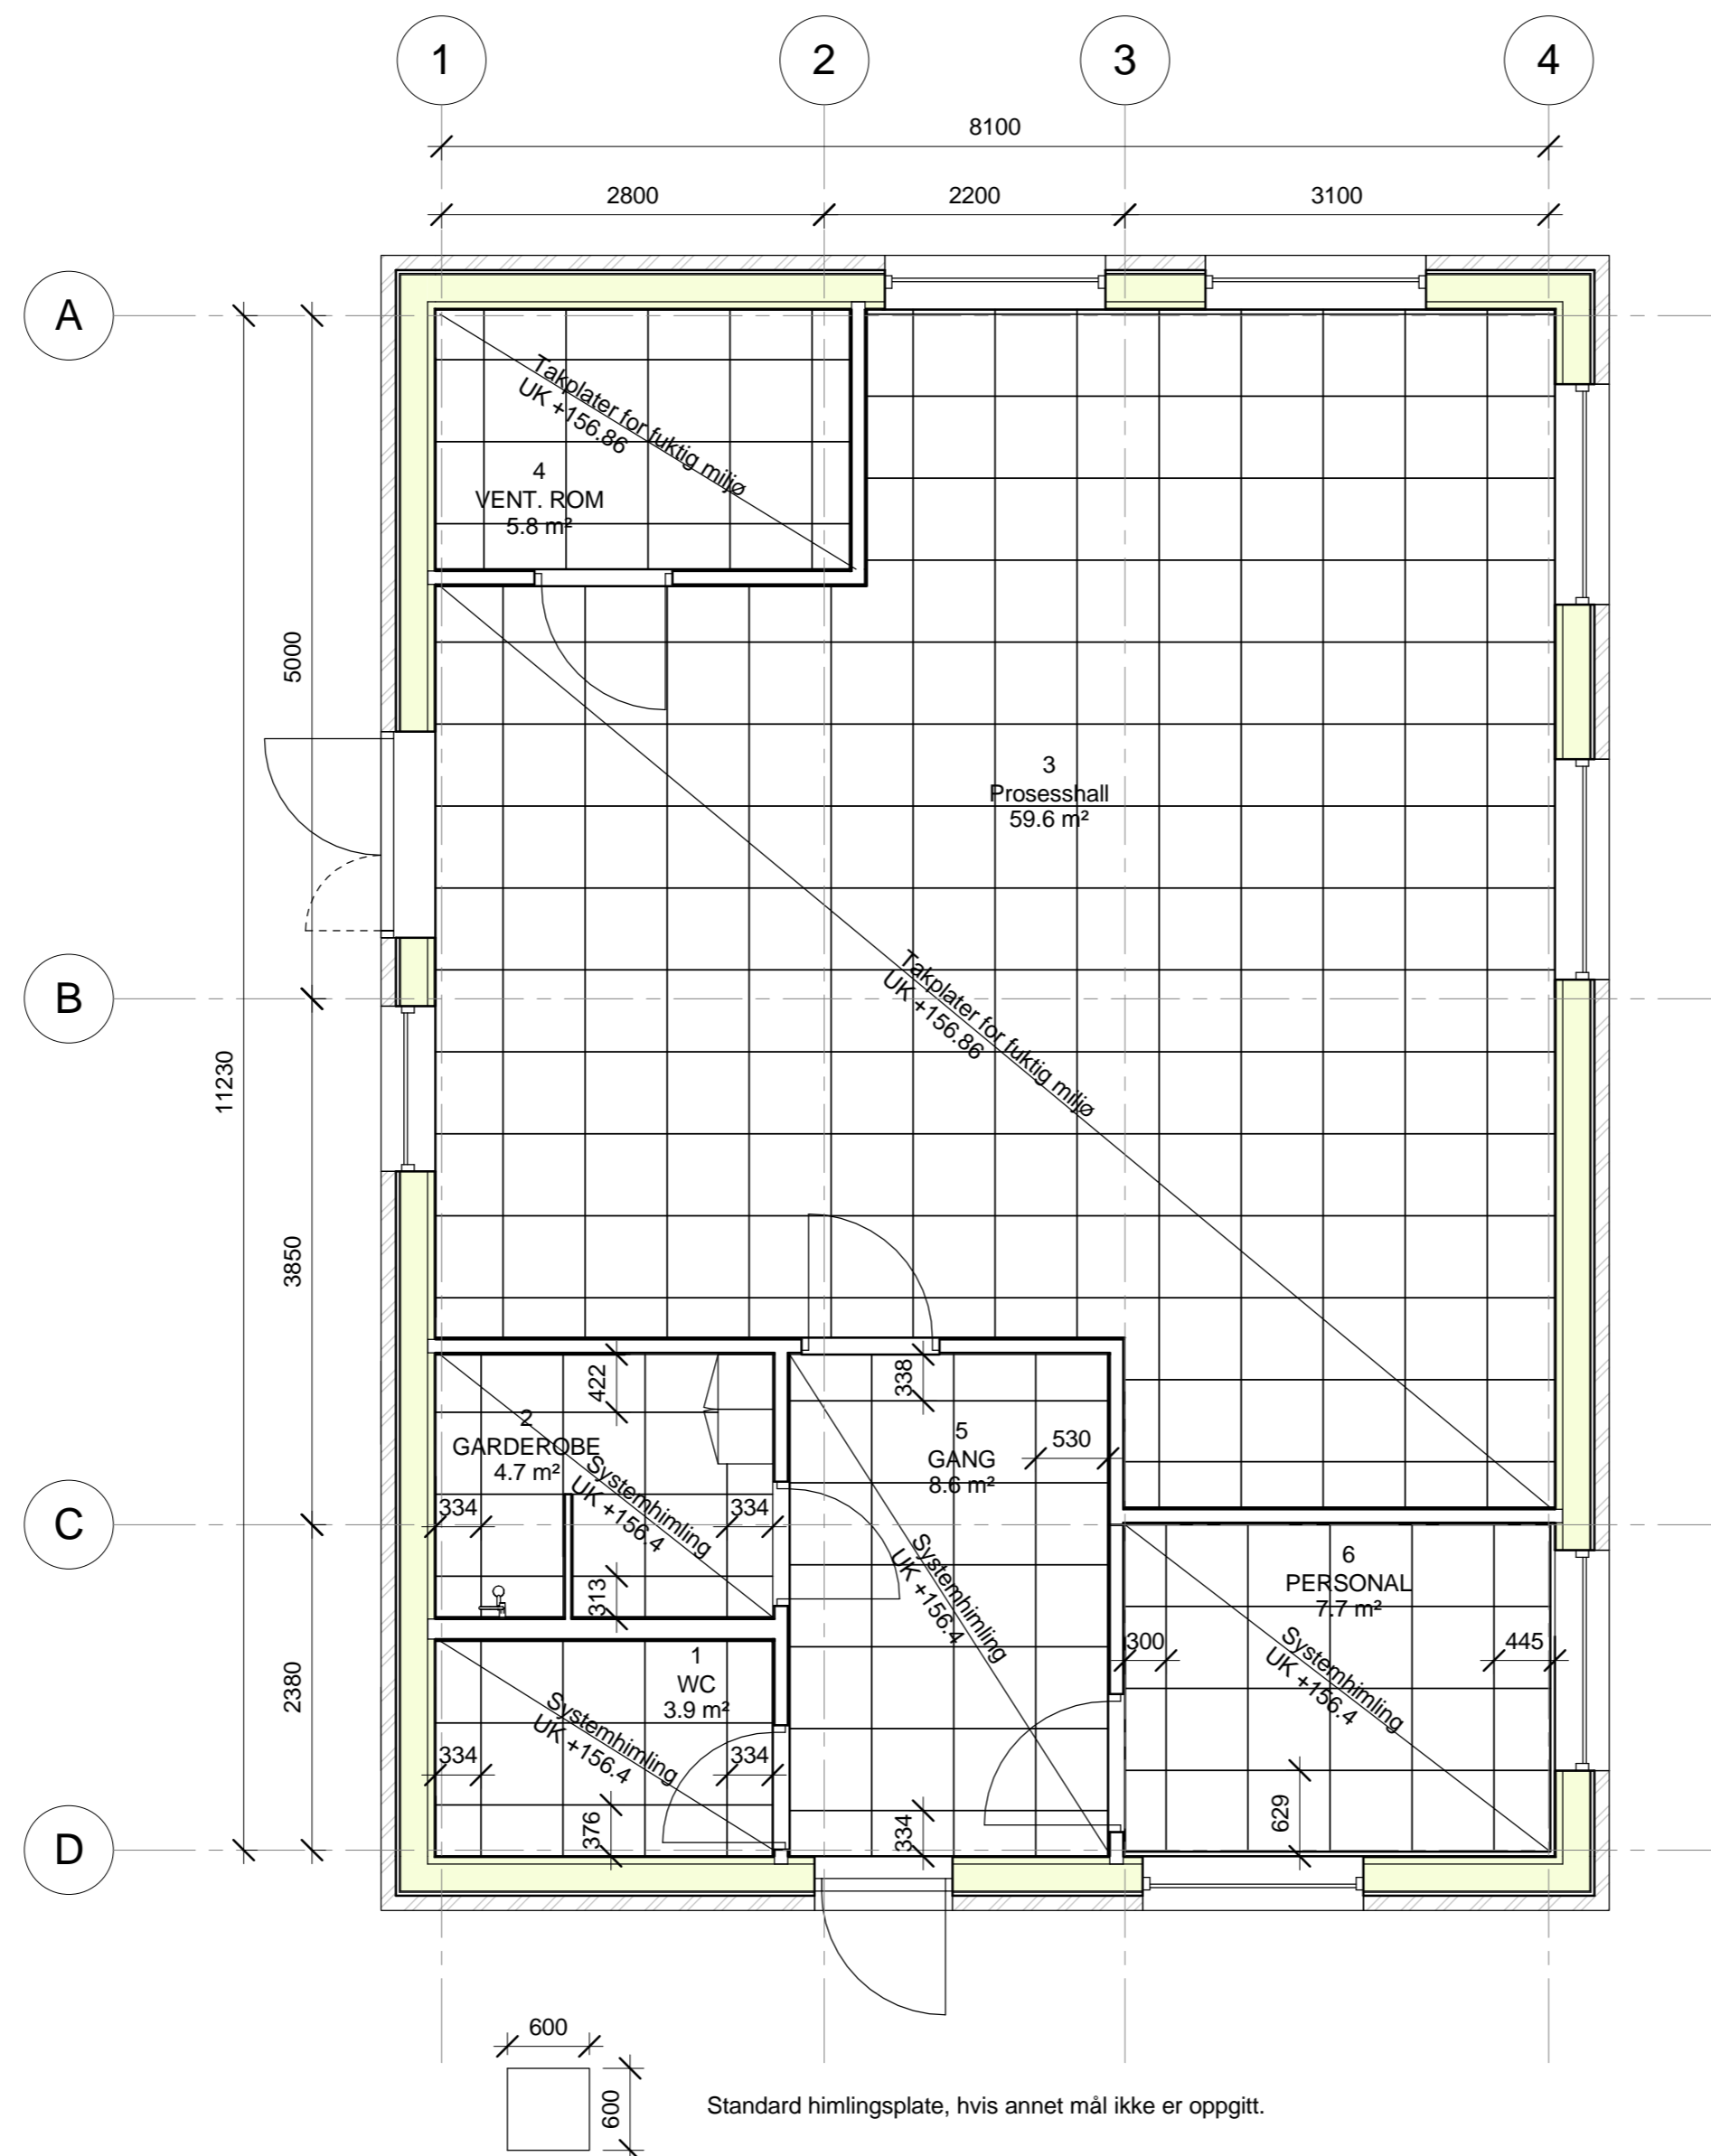 1
2
3
4
8100
2800
2200
3100
A
B
C
D
11230
5000
3850
2380
Takplater for fuktig miljø
UK +156.86
4
VENT. ROM
5.8 m²
3
Prosesshall
59.6 m²
Takplater for fuktig miljø
UK +156.86
422
338
2
GARDEROBE
4.7 m²
Systemhimling
UK +156.4
334
334
313
5
GANG
8.6 m²
530
Systemhimling
UK +156.4
334
6
PERSONAL
7.7 m²
300
445
Systemhimling
UK +156.4
629
1
WC
3.9 m²
Systemhimling
UK +156.4
334
334
376
600
600
Standard himlingsplate, hvis annet mål ikke er oppgitt.